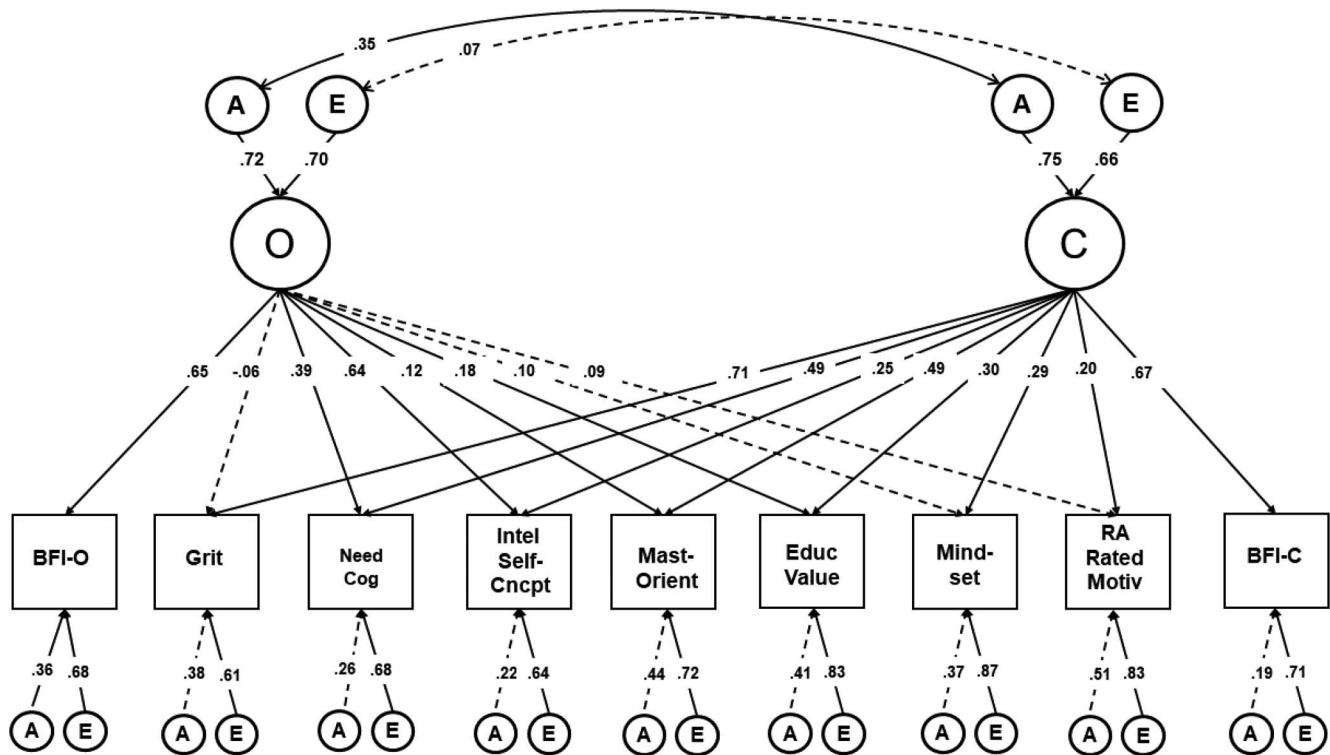 .35
.07
A E A E
.72 .70 .75 .66
O C
.65 -.06 .39 .64 .12 .18 .10 .09 .71 .49 .25 .49 .30 .29 .20 .67
BFI-O
Grit
Need
Cog
Intel
Self-
Cncpt
Mast-
Orient
Educ
Value
Mind-
set
RA
Rated
Motiv
BFI-C
.36 .68 .38 .61 .26 .68 .22 .64 .44 .72 .41 .83 .37 .87 .51 .83 .19 .71
A E A E A E A E A E A E A E A E A E